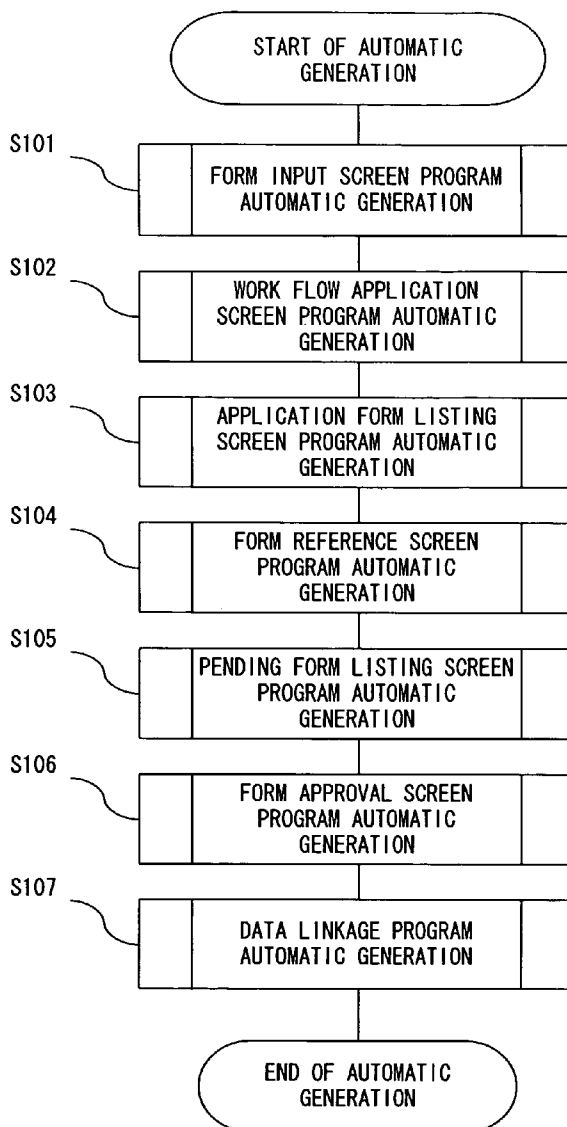 START OF AUTOMATIC
GENERATION
S101
FORM INPUT SCREEN PROGRAM
AUTOMATIC GENERATION
S102
WORK FLOW APPLICATION
SCREEN PROGRAM AUTOMATIC
GENERATION
S103
APPLICATION FORM LISTING
SCREEN PROGRAM AUTOMATIC
GENERATION
S104
FORM REFERENCE SCREEN
PROGRAM AUTOMATIC
GENERATION
S105
PENDING FORM LISTING SCREEN
PROGRAM AUTOMATIC
GENERATION
S106
FORM APPROVAL SCREEN
PROGRAM AUTOMATIC
GENERATION
S107
DATA LINKAGE PROGRAM
AUTOMATIC GENERATION
END OF AUTOMATIC
GENERATION